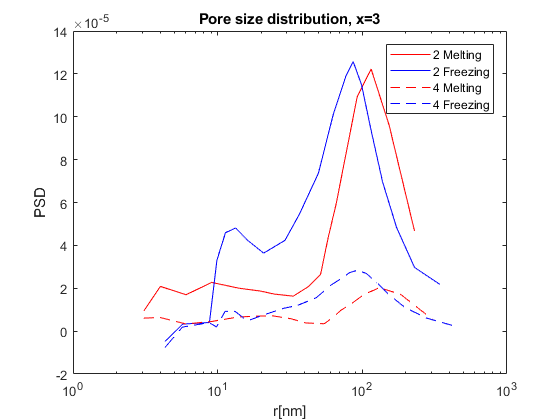 Pore size distribution, x=3
×10⁻⁵
14
12
10
8
6
4
2
0
-2
PSD
2 Melting
2 Freezing
4 Melting
4 Freezing
10⁰
10¹
10²
10³
r[nm]